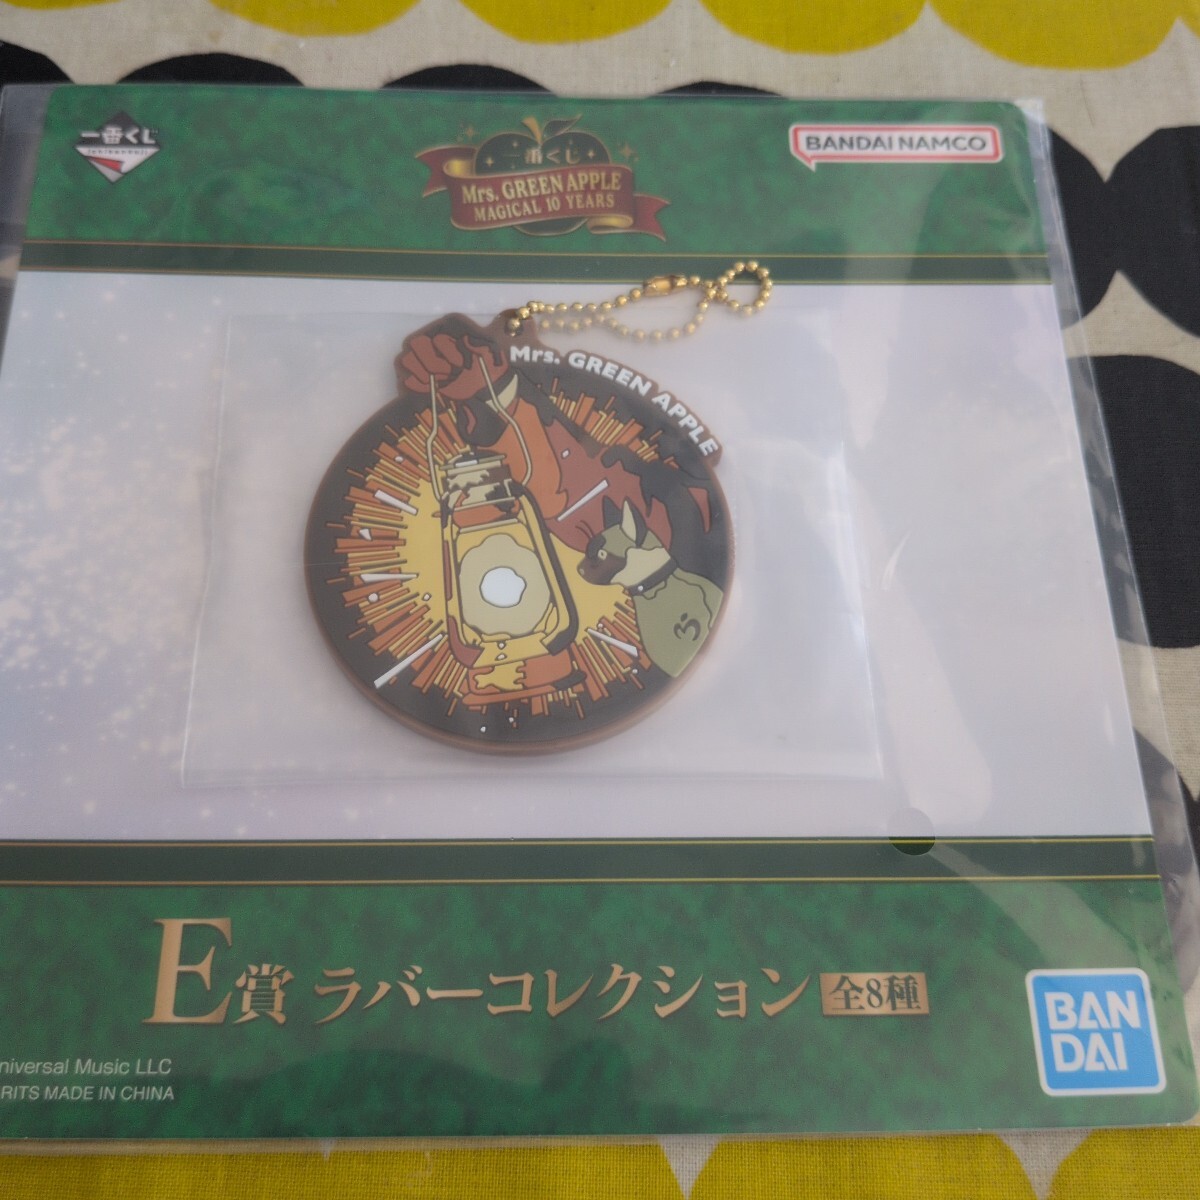 一番くじ
一番くじ
Mrs. GREEN APPLE
MAGICAL 10 YEARS
BANDAI NAMCO
Mrs. GREEN APPLE
E賞 ラバーコレクション 全8種
BAN
DAI
niversal Music LLC
RITS MADE IN CHINA